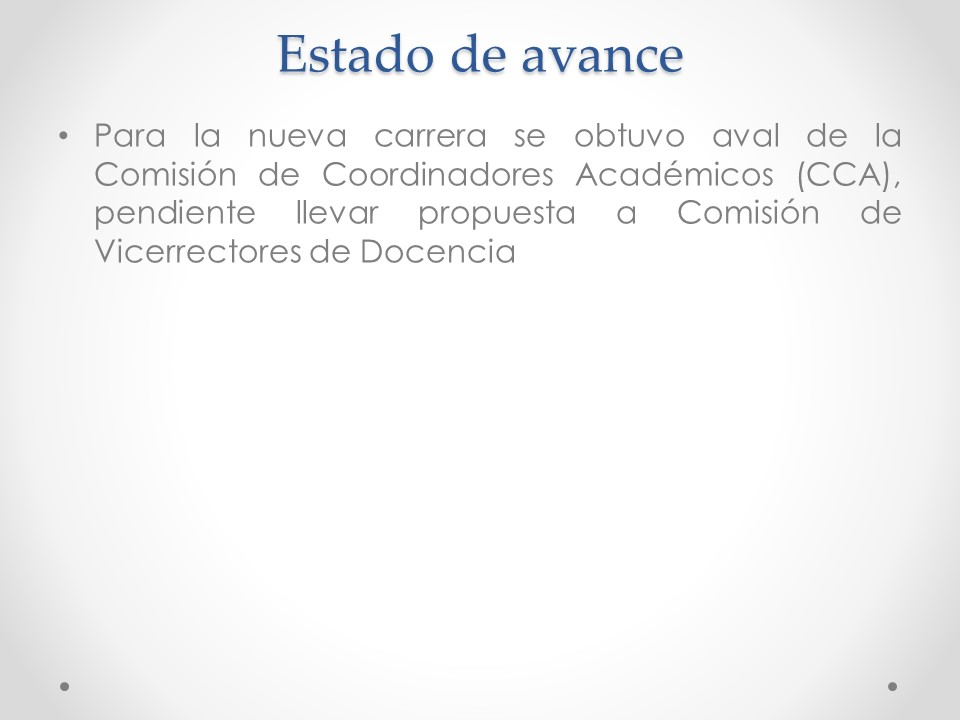 Estado de avance
• Para la nueva carrera se obtuvo aval de la
Comisión de Coordinadores Académicos (CCA),
pendiente llevar propuesta a Comisión de
Vicerrectores de Docencia